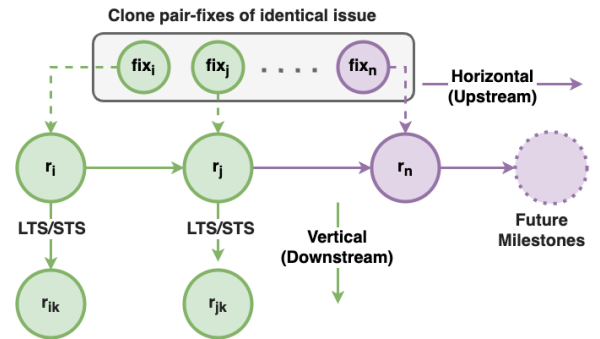 Clone pair-fixes of identical issue
fixi
fixj
. . . .
fixn
Horizontal
(Upstream)
ri
rj
rn
Future
Milestones
LTS/STS
LTS/STS
Vertical
(Downstream)
rik
rjk